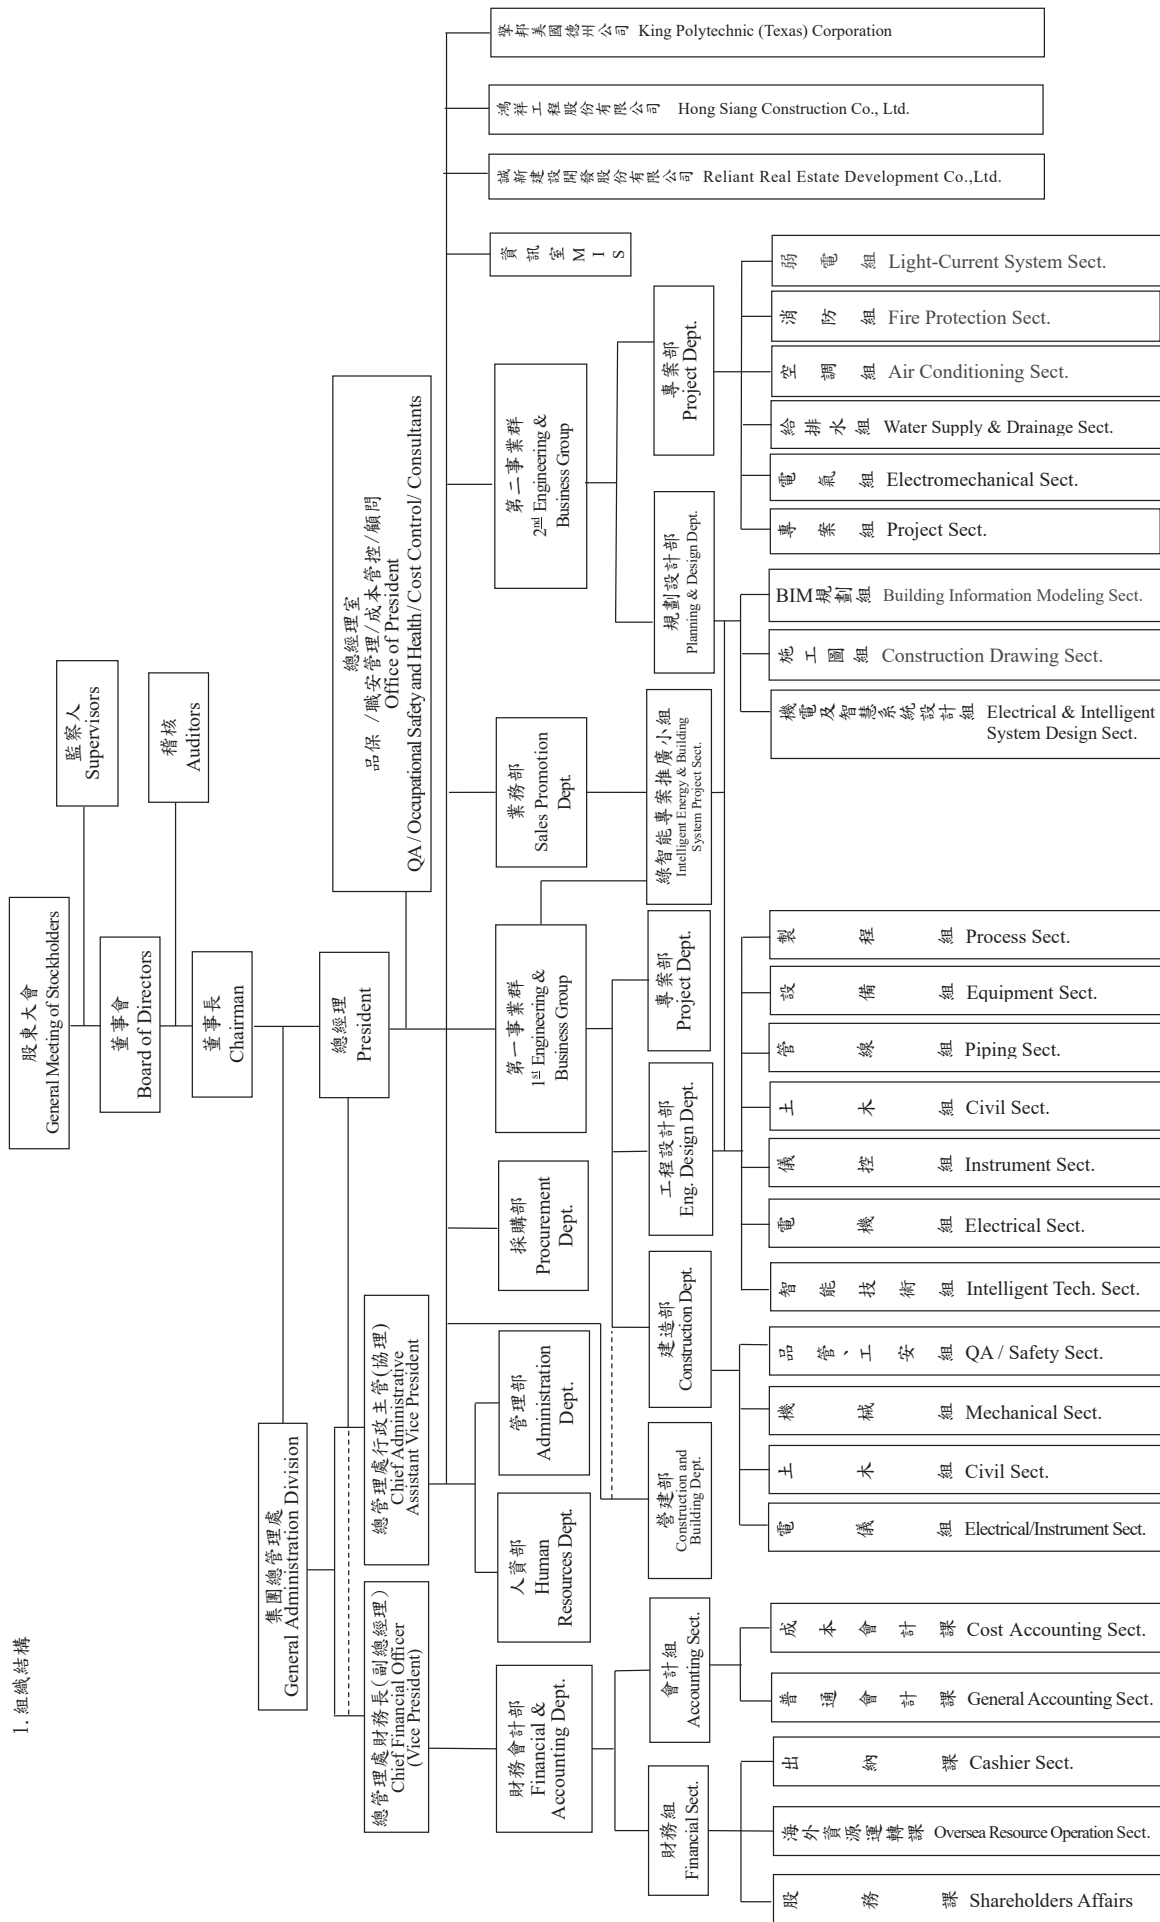 1. 組織結構
股東大會
General Meeting of Stockholders
監察人
Supervisors
董事會
Board of Directors
稽核
Auditors
董事長
Chairman
集團總管理處
General Administration Division
總經理
President
總經理室
品保/職安管理/成本管控/顧問
Office of President
QA/Occupational Safety and Health/Cost Control/Consultants
總管理處財務長(副總經理)
Chief Financial Officer
(Vice President)
總管理處行政主管(協理)
Chief Administrative
Assistant Vice President
財務會計部
Financial &
Accounting Dept.
人資部
Human
Resources Dept.
管理部
Administration
Dept.
採購部
Procurement
Dept.
第一事業群
1st Engineering &
Business Group
業務部
Sales Promotion
Dept.
第二事業群
2nd Engineering &
Business Group
資訊室MIS
誠新建設開發股份有限公司 Reliant Real Estate Development Co.,Ltd.
鴻祥工程股份有限公司 Hong Siang Construction Co., Ltd.
擎邦美國德州公司 King Polytechnic (Texas) Corporation
財務組
Financial Sect.
會計組
Accounting Sect.
營建部
Construction and
Building Dept.
建造部
Construction Dept.
工程設計部
Eng. Design Dept.
專案部
Project Dept.
綠智能專案推廣小組
Intelligent Energy & Building
System Project Sect.
規劃設計部
Planning & Design Dept.
專案部
Project Dept.
股務課 Shareholders Affairs
海外資源運轉課 Oversea Resource Operation Sect.
出納課 Cashier Sect.
普通會計課 General Accounting Sect.
成本會計課 Cost Accounting Sect.
電儀組 Electrical/Instrument Sect.
土木組 Civil Sect.
機械組 Mechanical Sect.
品管、工安組 QA / Safety Sect.
智能技術組 Intelligent Tech. Sect.
電機組 Electrical Sect.
儀控組 Instrument Sect.
土木組 Civil Sect.
管線組 Piping Sect.
設備組 Equipment Sect.
製程組 Process Sect.
機電及智慧系統設計組 Electrical & Intelligent
System Design Sect.
施工圖組 Construction Drawing Sect.
BIM規劃組 Building Information Modeling Sect.
專案組 Project Sect.
電氣組 Electromechanical Sect.
給排水組 Water Supply & Drainage Sect.
空調組 Air Conditioning Sect.
消防組 Fire Protection Sect.
弱電組 Light-Current System Sect.